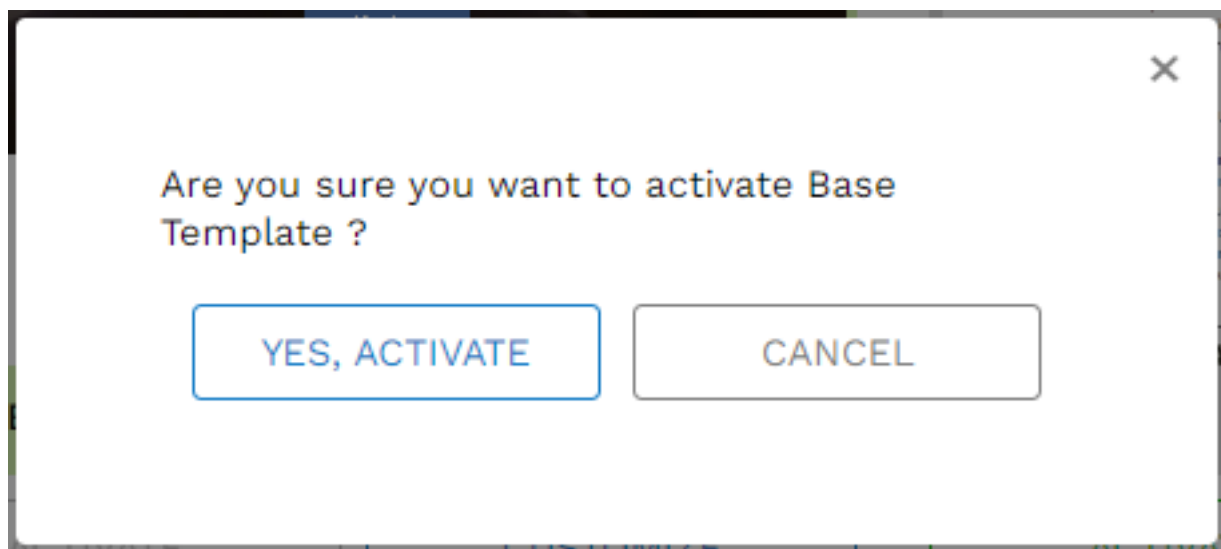 ×
Are you sure you want to activate Base
Template ?
YES, ACTIVATE
CANCEL